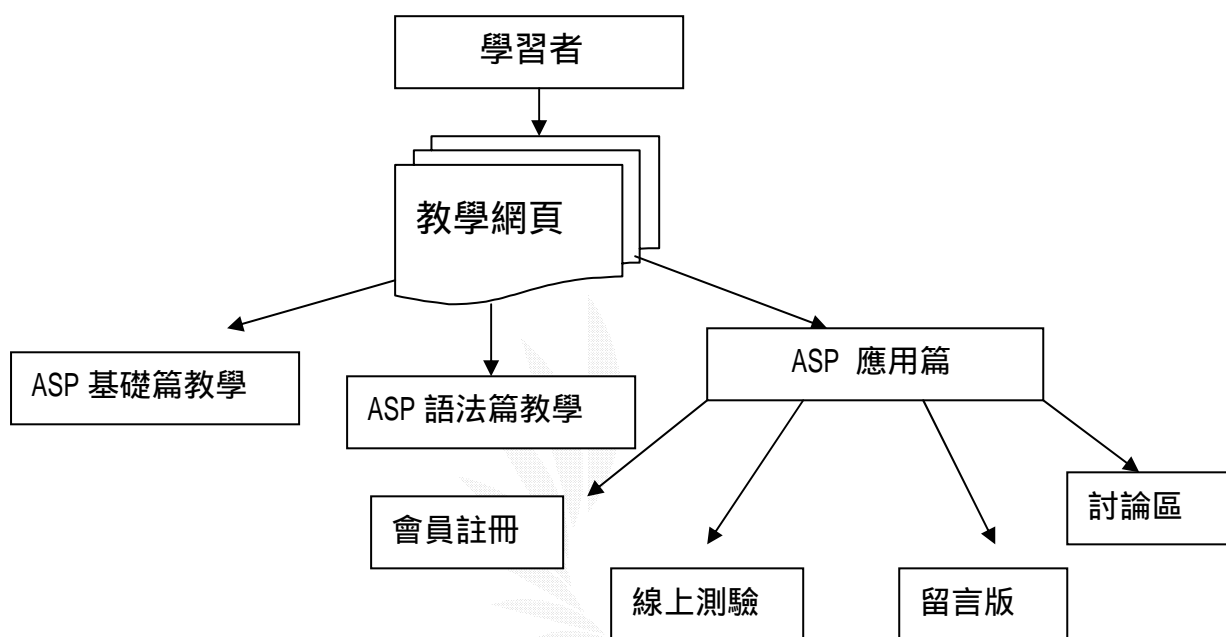 學習者
教學網頁
ASP 基礎篇教學
ASP 語法篇教學
ASP 應用篇
會員註冊
線上測驗
留言版
討論區